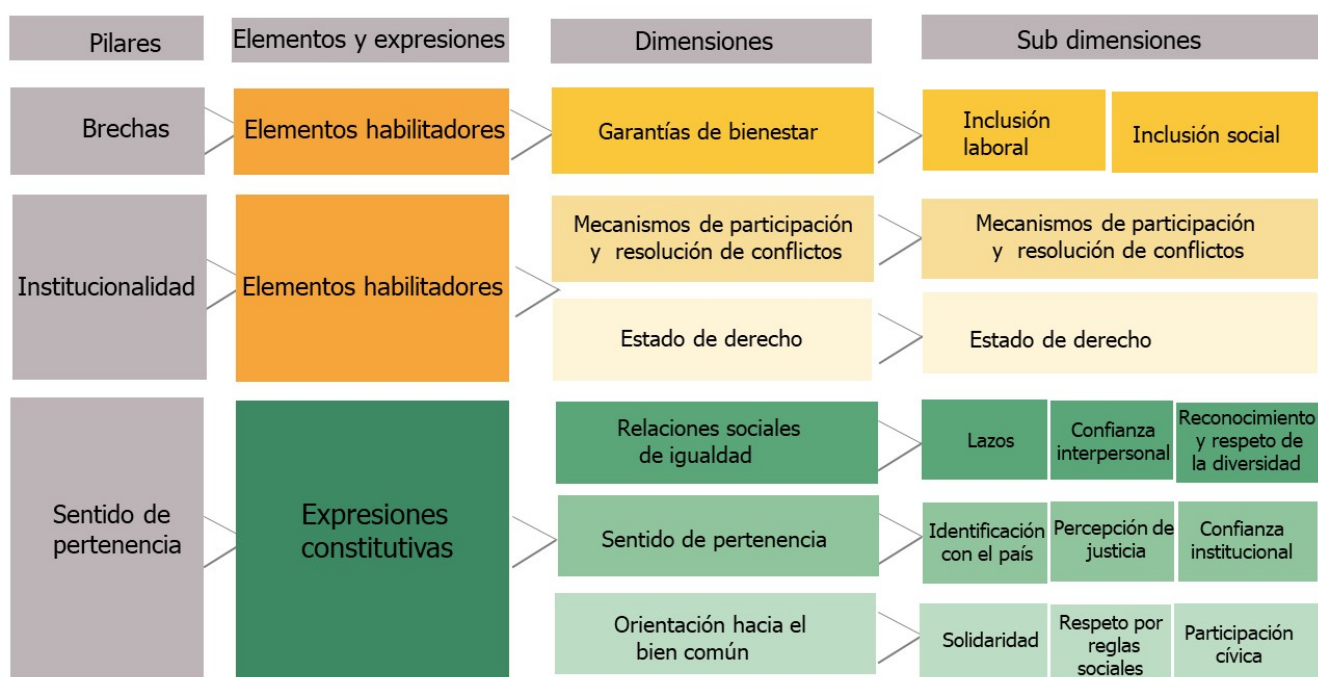 Pilares
Elementos y expresiones
Dimensiones
Sub dimensiones
Brechas
Elementos habilitadores
Garantías de bienestar
Inclusión
laboral
Inclusión social
Institucionalidad
Elementos habilitadores
Mecanismos de participación
y resolución de conflictos
Mecanismos de participación
y resolución de conflictos
Estado de derecho
Estado de derecho
Sentido de
pertenencia
Expresiones
constitutivas
Relaciones sociales
de igualdad
Lazos
Confianza
interpersonal
Reconocimiento
y respeto de
la diversidad
Sentido de pertenencia
Identificación
con el país
Percepción de
justicia
Confianza
institucional
Orientación hacia el
bien común
Solidaridad
Respeto por
reglas
sociales
Participación
cívica